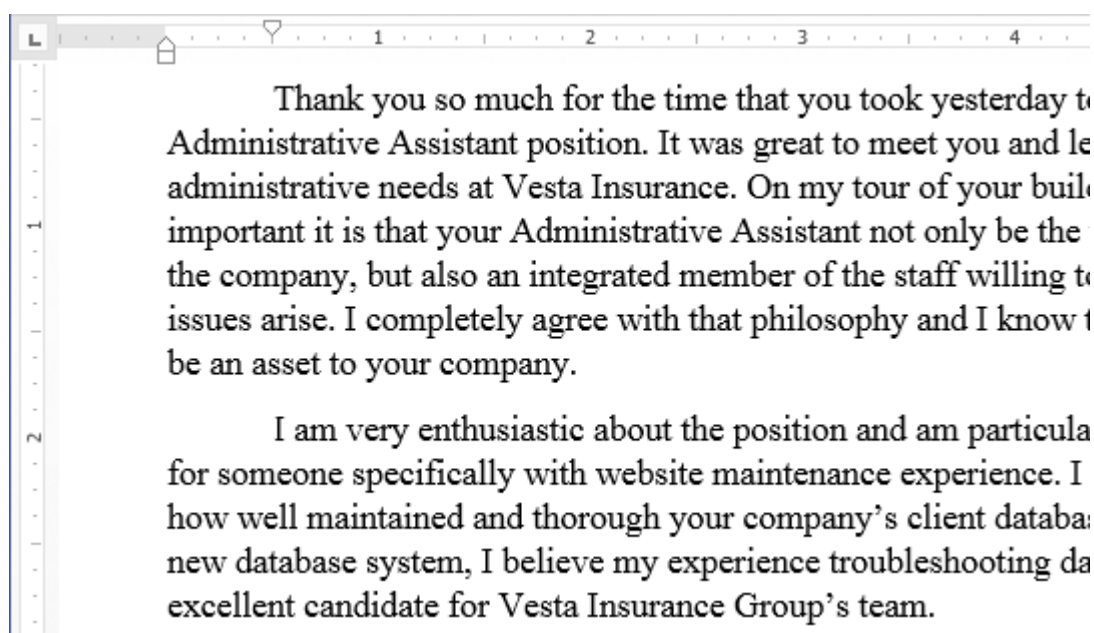 L 1 2 3 4
Thank you so much for the time that you took yesterday
Administrative Assistant position. It was great to meet you and
administrative needs at Vesta Insurance. On my tour of your
1
important it is that your Administrative Assistant not only be the
the company, but also an integrated member of the staff willing
issues arise. I completely agree with that philosophy and I know
be an asset to your company.
2
I am very enthusiastic about the position and am
for someone specifically with website maintenance experience. I
how well maintained and thorough your company’s client
new database system, I believe my experience troubleshooting
excellent candidate for Vesta Insurance Group’s team.